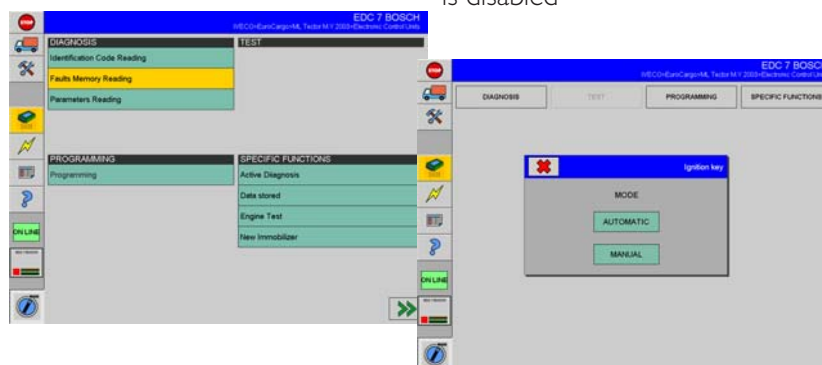 is disabled
STOP
EDC 7 BOSCH
IVECO>EuroCargo>ML Tector M.Y 2003>Electronic Control Units
DIAGNOSIS
Identification Code Reading
Faults Memory Reading
Parameters Reading
TEST
PROGRAMMING
Programming
SPECIFIC FUNCTIONS
Active Diagnosis
Data stored
Engine Test
New Immobilizer
ON LINE
STOP
EDC 7 BOSCH
IVECO>EuroCargo>ML Tector M.Y 2003>Electronic Control Un
DIAGNOSIS
TEST
PROGRAMMING
SPECIFIC FUNCTIONS
Ignition key
MODE
AUTOMATIC
MANUAL
ON LINE